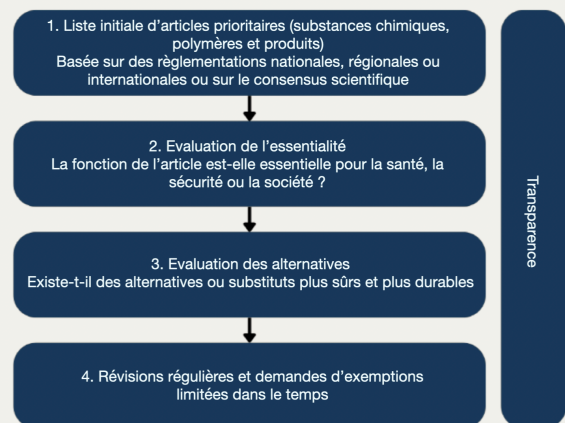 1. Liste initiale d’articles prioritaires (substances chimiques,
polymères et produits)
Basée sur des règlementations nationales, régionales ou
internationales ou sur le consensus scientifique
2. Evaluation de l’essentialité
La fonction de l’article est-elle essentielle pour la santé, la
sécurité ou la société ?
3. Evaluation des alternatives
Existe-t-il des alternatives ou substituts plus sûrs et plus durables
4. Révisions régulières et demandes d’exemptions
limitées dans le temps
Transparence